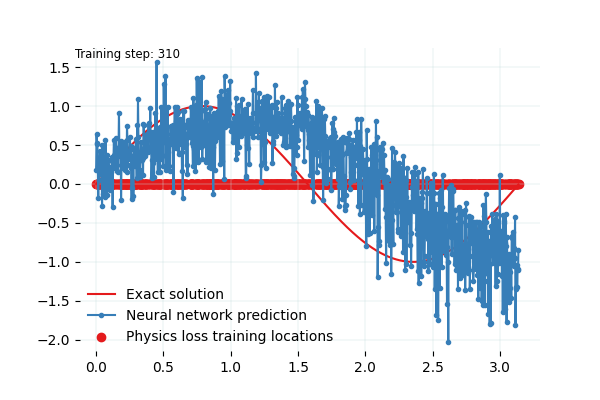 Training step: 310
1.5
1.0
0.5
0.0
−0.5
−1.0
−1.5
−2.0
Exact solution
Neural network prediction
Physics loss training locations
0.0 0.5 1.0 1.5 2.0 2.5 3.0